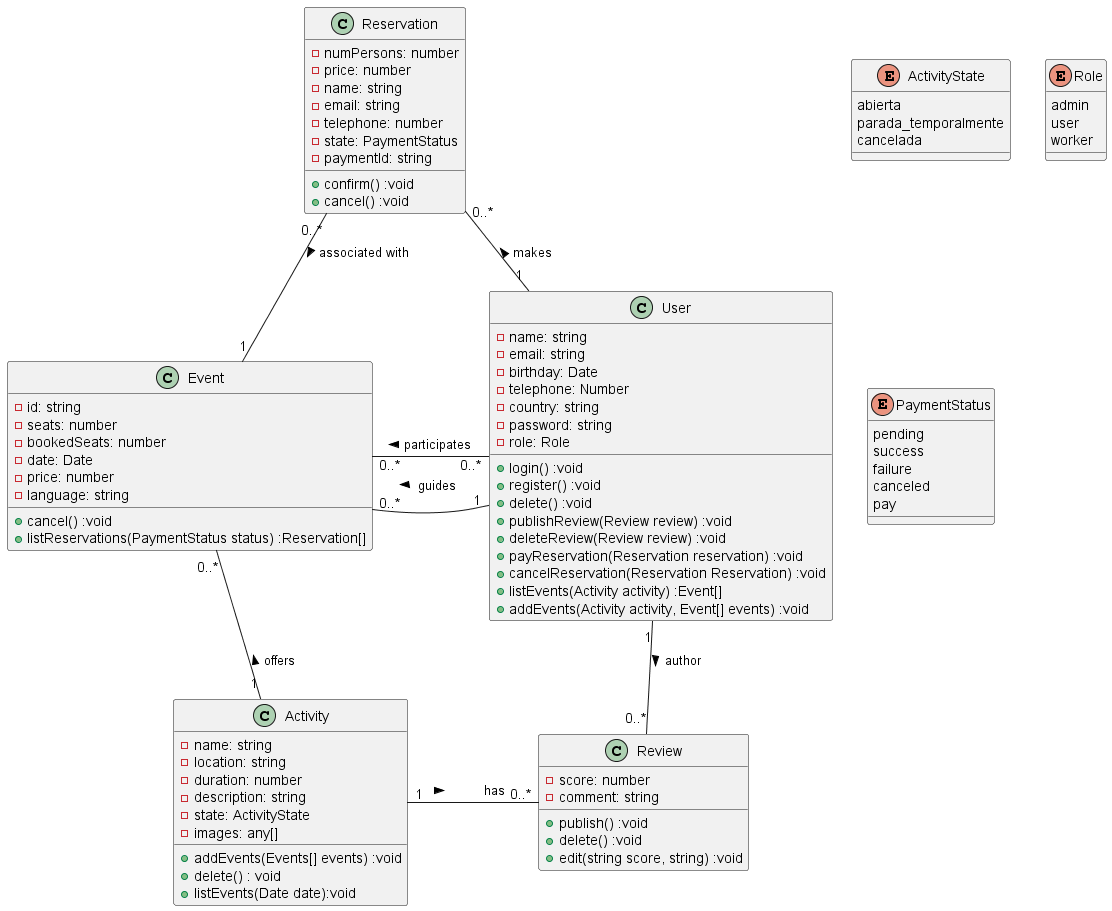 C Reservation
numPersons: number
price: number
name: string
email: string
telephone: number
state: PaymentStatus
paymentId: string
confirm() :void
cancel() :void
E ActivityState
abierta
parada_temporalmente
cancelada
E Role
admin
user
worker
0..*
0..*
associated with
makes
1
1
C User
name: string
email: string
birthday: Date
telephone: Number
country: string
password: string
role: Role
login() :void
register() :void
delete() :void
publishReview(Review review) :void
deleteReview(Review review) :void
payReservation(Reservation reservation) :void
cancelReservation(Reservation Reservation) :void
listEvents(Activity activity) :Event[]
addEvents(Activity activity, Event[] events) :void
C Event
id: string
seats: number
bookedSeats: number
date: Date
price: number
language: string
cancel() :void
listReservations(PaymentStatus status) :Reservation[]
participates
0..*
0..*
guides
0..*
1
E PaymentStatus
pending
success
failure
canceled
pay
0..*
offers
1
1
author
0..*
C Activity
name: string
location: string
duration: number
description: string
state: ActivityState
images: any[]
addEvents(Events[] events) :void
delete() : void
listEvents(Date date):void
1
has
0..*
C Review
score: number
comment: string
publish() :void
delete() :void
edit(string score, string) :void